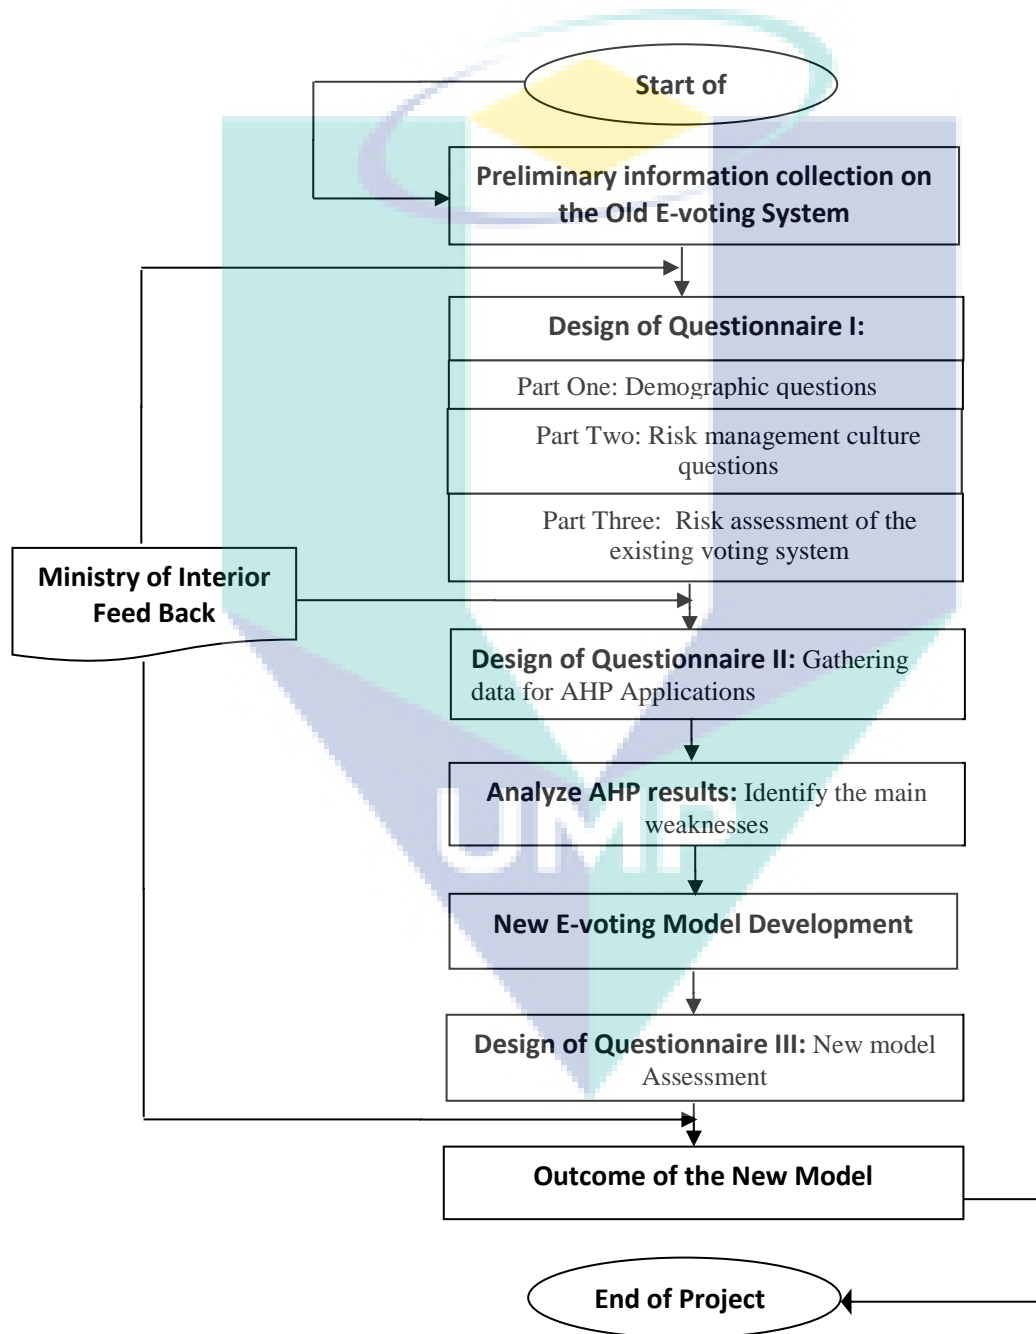 Start of
Preliminary information collection on
the Old E-voting System
Design of Questionnaire I:
Part One: Demographic questions
Part Two: Risk management culture
questions
Part Three: Risk assessment of the
existing voting system
Ministry of Interior
Feed Back
Design of Questionnaire II: Gathering
data for AHP Applications
Analyze AHP results: Identify the main
weaknesses
UMP
New E-voting Model Development
Design of Questionnaire III: New model
Assessment
Outcome of the New Model
End of Project